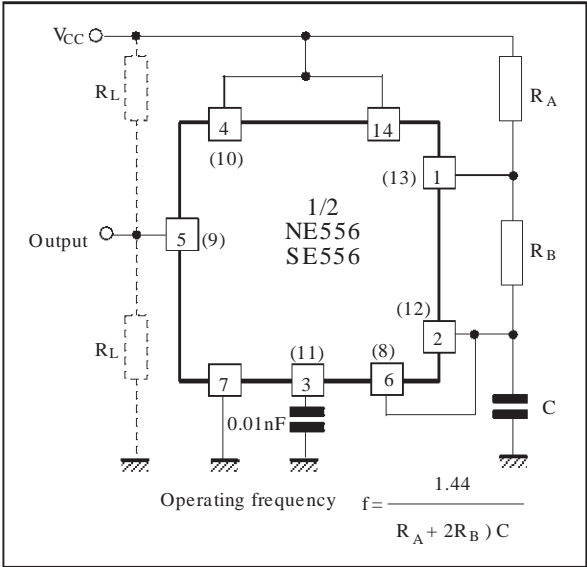 VCC
RL
RA
4
14
(10)
(13)
1
1/2
NE556
SE556
Output
5
(9)
RB
(12)
2
RL
(11)
(8)
7
3
6
0.01nF
C
Operating frequency f= 1.44
RA + 2RB ) C